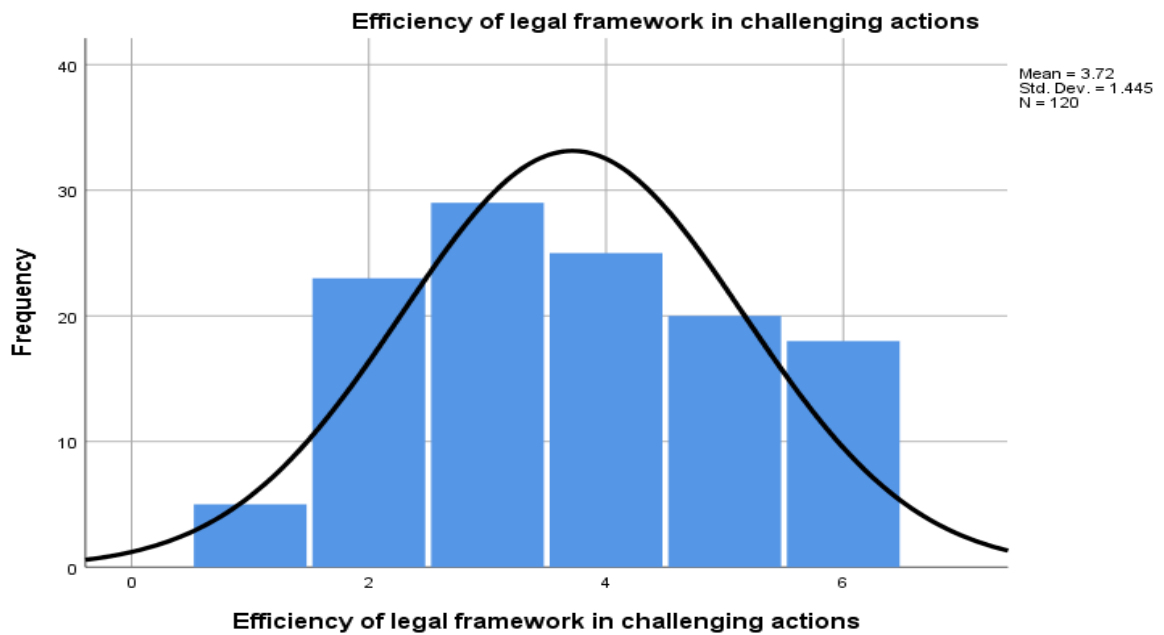 Efficiency of legal framework in challenging actions
Mean = 3.72
Std. Dev. = 1.445
N = 120
Frequency
40
30
20
10
0
0 2 4 6
Efficiency of legal framework in challenging actions